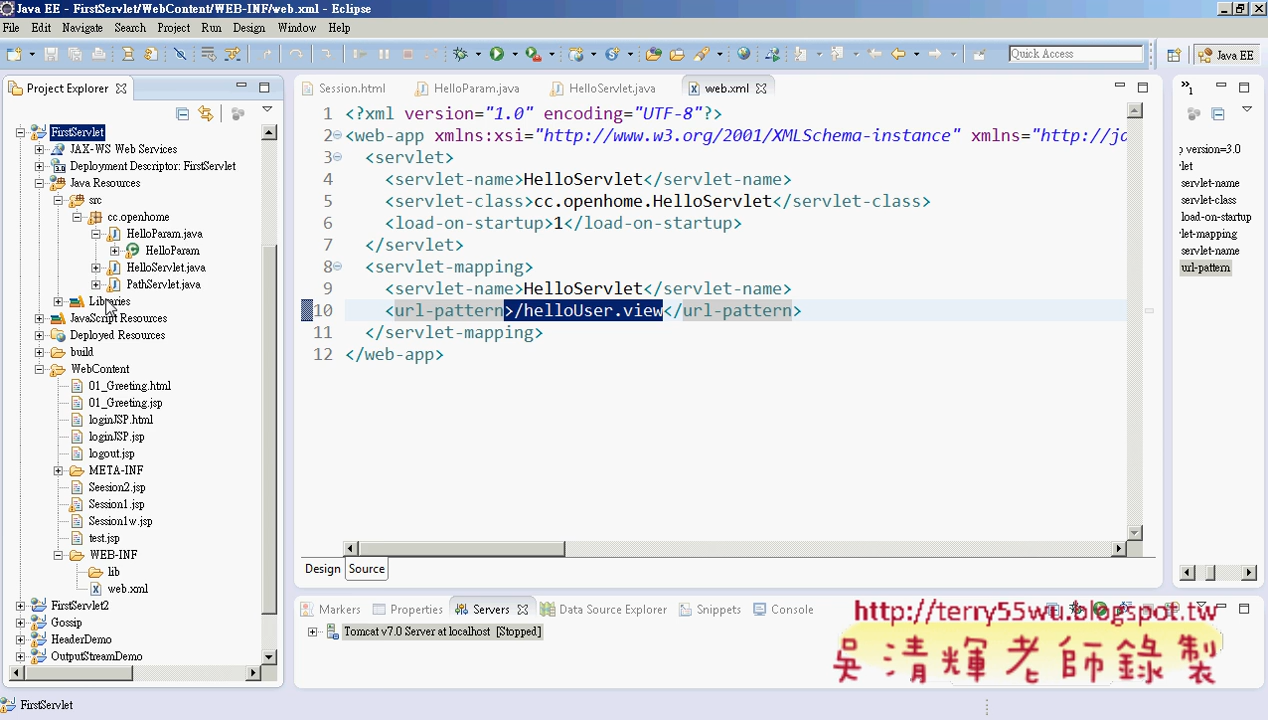 Java EE - FirstServlet/WebContent/WEB-INF/web.xml - Eclipse
File Edit Navigate Search Project Run Design Window Help
Quick Access
Java EE
Project Explorer
FirstServlet
JAX-WS Web Services
Deployment Descriptor: FirstServlet
Java Resources
src
cc.openhome
HelloParam.java
HelloParam
HelloServlet.java
PathServlet.java
Libraries
JavaScript Resources
Deployed Resources
build
WebContent
01_Greeting.html
01_Greeting.jsp
loginJSP.html
loginJSP.jsp
logout.jsp
META-INF
Seesion2.jsp
Session1.jsp
Session1w.jsp
test.jsp
WEB-INF
lib
web.xml
FirstServlet2
Gossip
HeaderDemo
OutputStreamDemo
Session.html HelloParam.java HelloServlet.java web.xml
1 <?xml version="1.0" encoding="UTF-8"?>
2 <web-app xmlns:xsi="http://www.w3.org/2001/XMLSchema-instance" xmlns="http://ja
3 <servlet>
4 <servlet-name>HelloServlet</servlet-name>
5 <servlet-class>cc.openhome.HelloServlet</servlet-class>
6 <load-on-startup>1</load-on-startup>
7 </servlet>
8 <servlet-mapping>
9 <servlet-name>HelloServlet</servlet-name>
10 <url-pattern>/helloUser.view</url-pattern>
11 </servlet-mapping>
12 </web-app>
Design Source
»1
p version=3.0
rlet
servlet-name
servlet-class
load-on-startup
rlet-mapping
servlet-name
url-pattern
Markers Properties Servers Data Source Explorer Snippets Console
Tomcat v7.0 Server at localhost [Stopped]
http://terry55wu.blogspot.tw
吳清輝老師錄製
FirstServlet